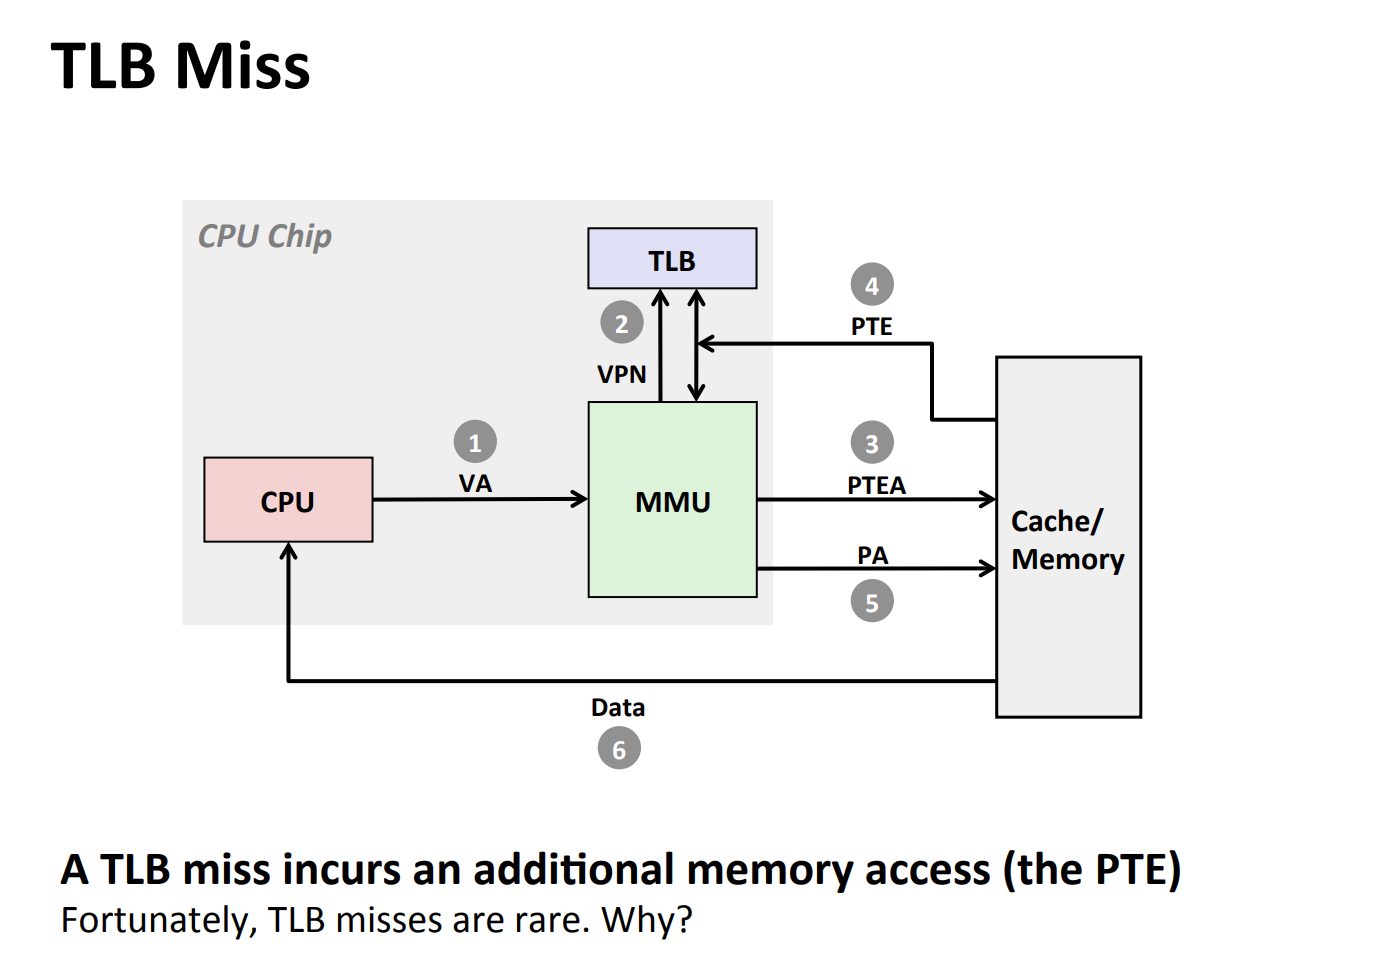 TLB Miss
CPU Chip
TLB
4
2
PTE
VPN
1
3
VA
PTEA
CPU
MMU
Cache/
Memory
PA
5
Data
6
A TLB miss incurs an additional memory access (the PTE)
Fortunately, TLB misses are rare. Why?